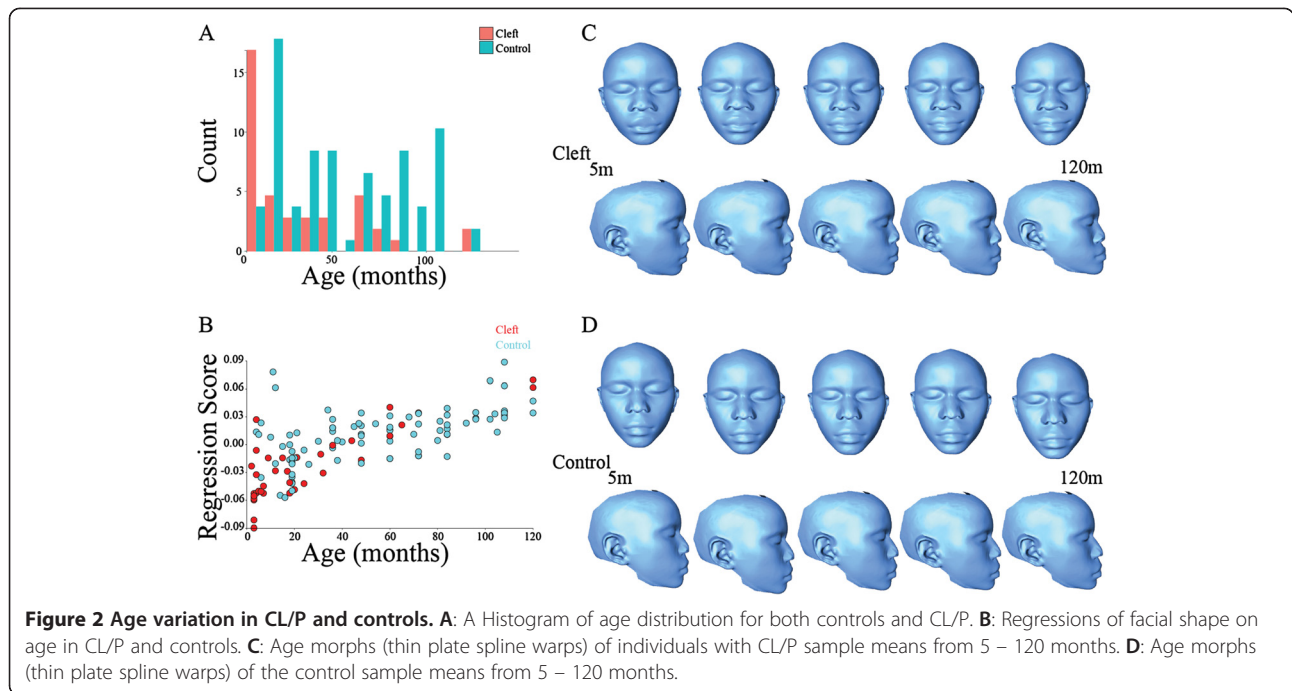 A
Cleft
Control
15
10
5
0
Count
0
50
100
Age (months)
B
Cleft
Control
0.09
0.06
0.03
0.00
-0.03
-0.06
-0.09
Regression Score
0
20
40
60
80
100
120
Age (months)
C
Cleft
5m
120m
D
Control
5m
120m
Figure 2 Age variation in CL/P and controls. A: A Histogram of age distribution for both controls and CL/P. B: Regressions of facial shape on
age in CL/P and controls. C: Age morphs (thin plate spline warps) of individuals with CL/P sample means from 5 – 120 months. D: Age morphs
(thin plate spline warps) of the control sample means from 5 – 120 months.